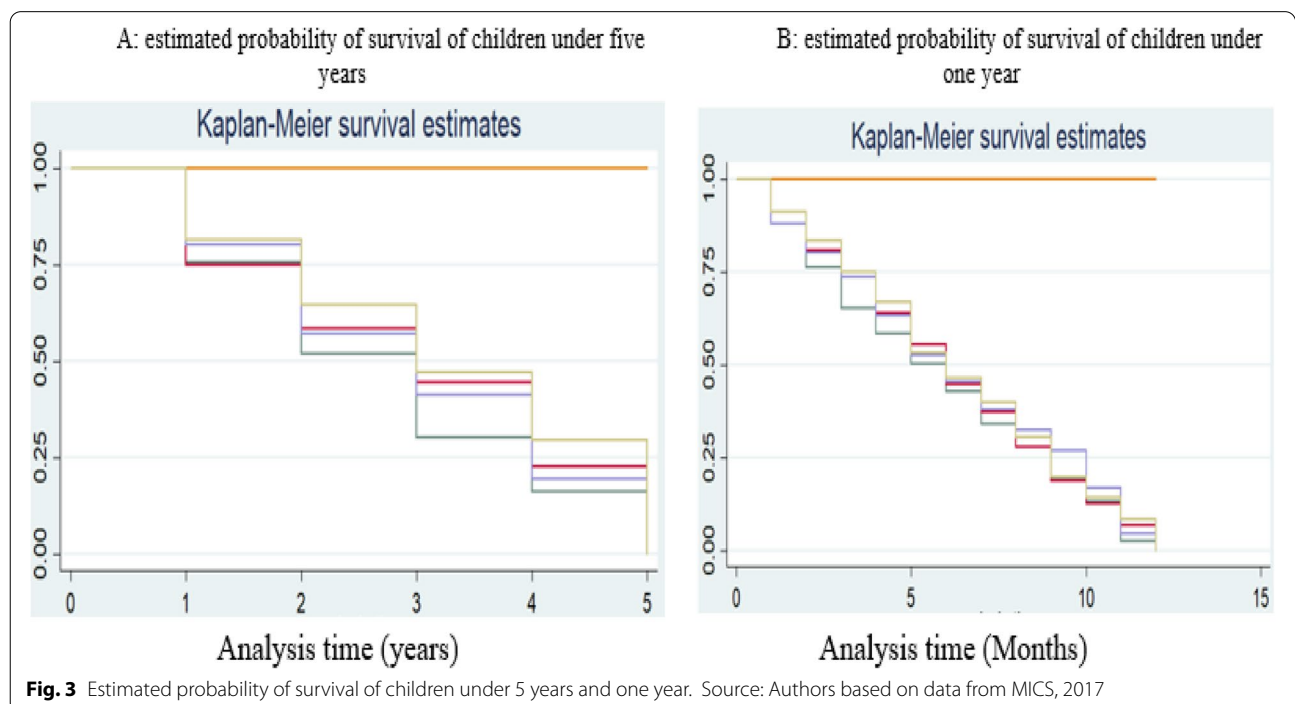 A: estimated probability of survival of children under five
years
Kaplan-Meier survival estimates
1.00
0.75
0.50
0.25
0.00
0
1
2
3
4
5
Analysis time (years)
B: estimated probability of survival of children under
one year
Kaplan-Meier survival estimates
1.00
0.75
0.50
0.25
0.00
0
5
10
15
Analysis time (Months)
Fig. 3 Estimated probability of survival of children under 5 years and one year. Source: Authors based on data from MICS, 2017